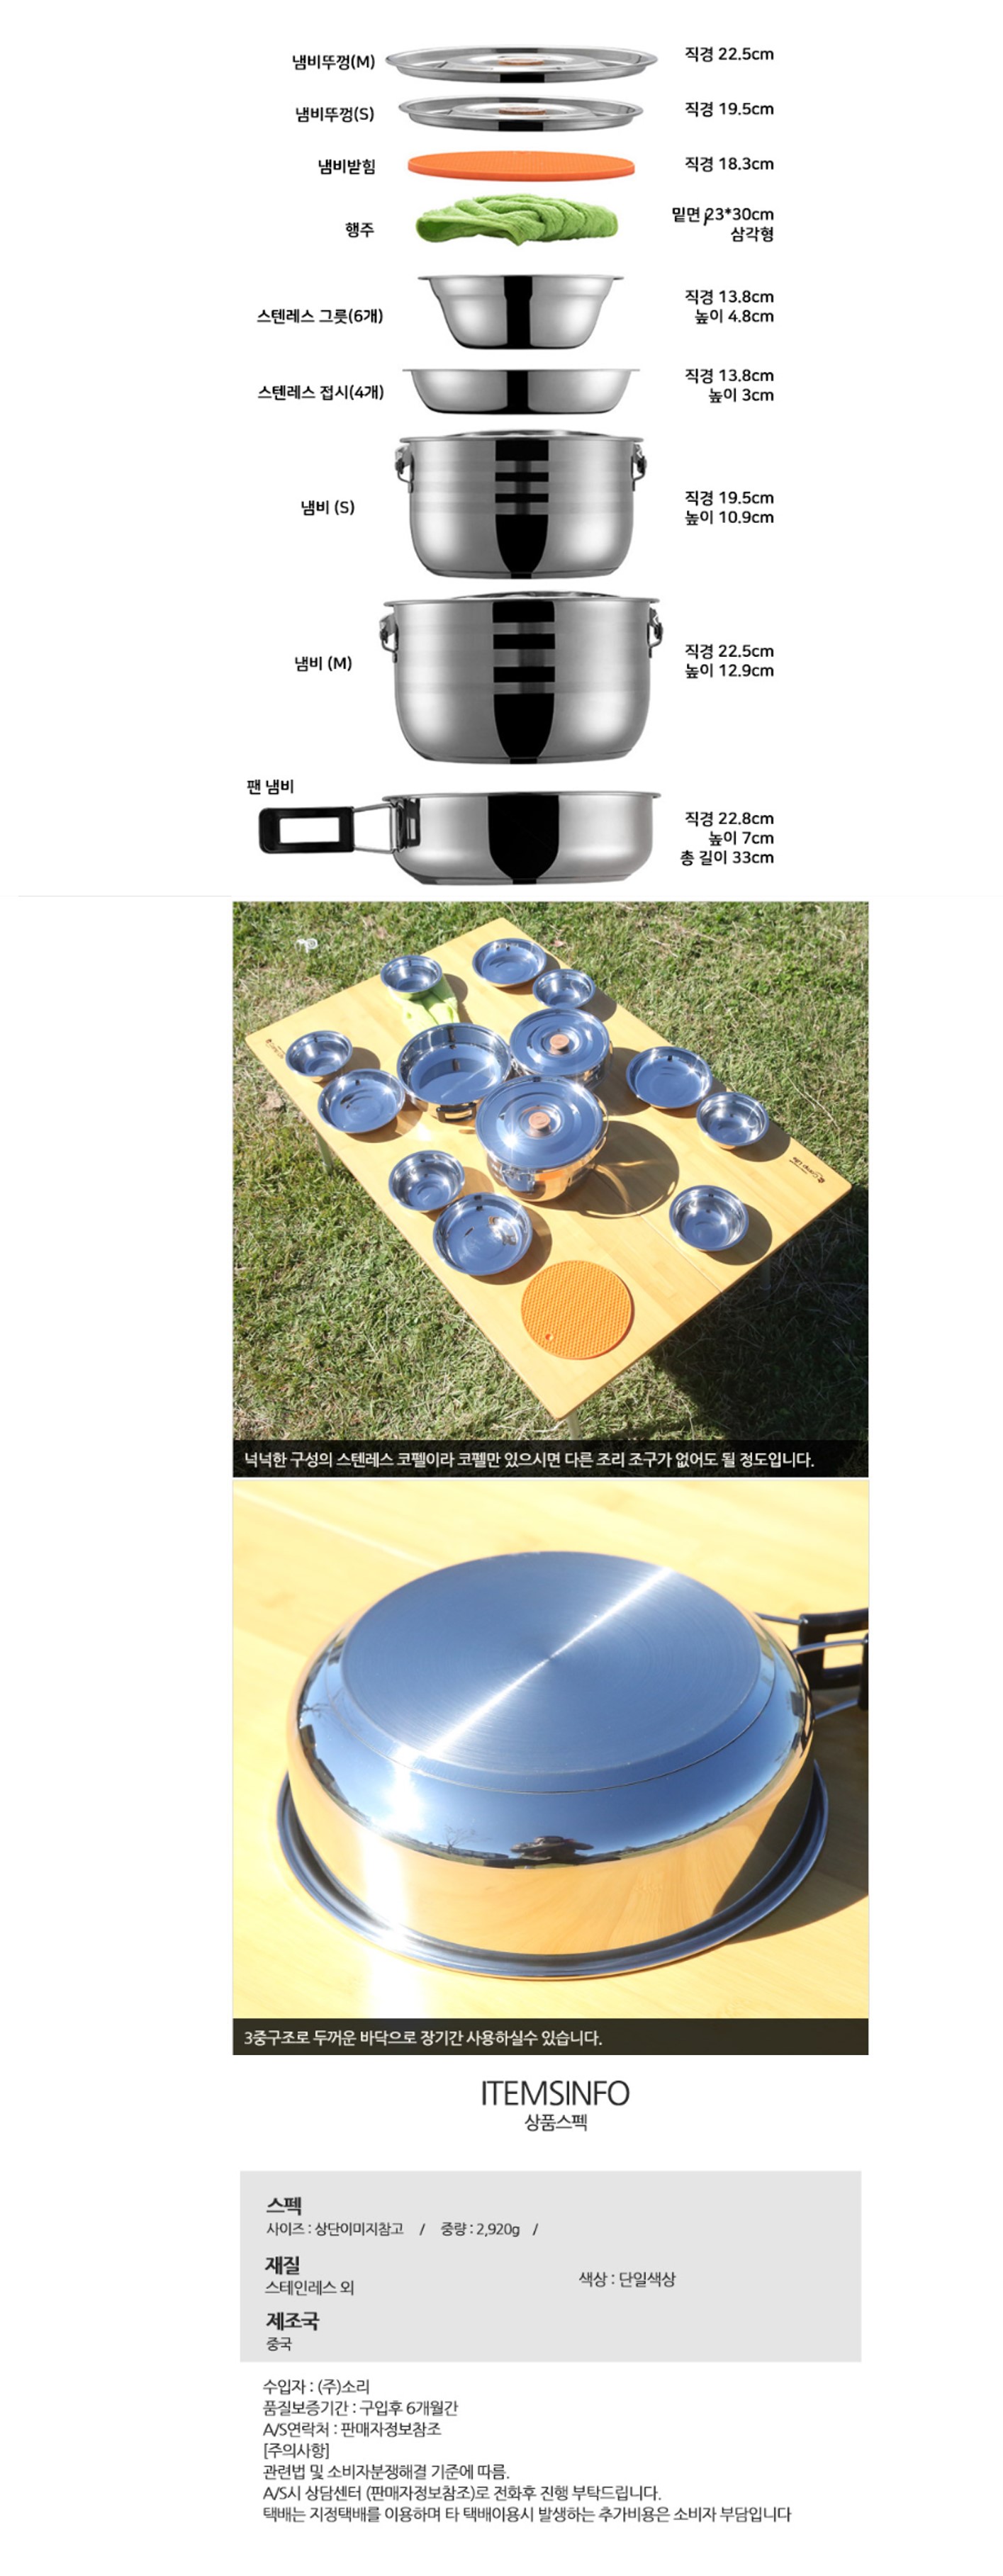 냄비뚜껑(M)
직경 22.5cm
냄비뚜껑(S)
직경 19.5cm
냄비받힘
직경 18.3cm
행주
밑면 23*30cm
삼각형
스텐레스 그릇(6개)
직경 13.8cm
높이 4.8cm
스텐레스 접시(4개)
직경 13.8cm
높이 3cm
냄비 (S)
직경 19.5cm
높이 10.9cm
냄비 (M)
직경 22.5cm
높이 12.9cm
팬 냄비
직경 22.8cm
높이 7cm
총 길이 33cm
넉넉한 구성의 스텐레스 코펠이라 코펠만 있으시면 다른 조리 조구가 없어도 될 정도입니다.
3중구조로 두꺼운 바닥으로 장기간 사용하실수 있습니다.
ITEMSINFO
상품스펙
스펙
사이즈 : 상단이미지참고 / 중량 : 2,920g /
재질
스테인레스 외
색상 : 단일색상
제조국
중국
수입자 : (주)소리
품질보증기간 : 구입후 6개월간
A/S연락처 : 판매자정보참조
[주의사항]
관련법 및 소비자분쟁해결 기준에 따름.
A/S시 상담센터 (판매자정보참조)로 전화후 진행 부탁드립니다.
택배는 지정택배를 이용하며 타 택배이용시 발생하는 추가비용은 소비자 부담입니다